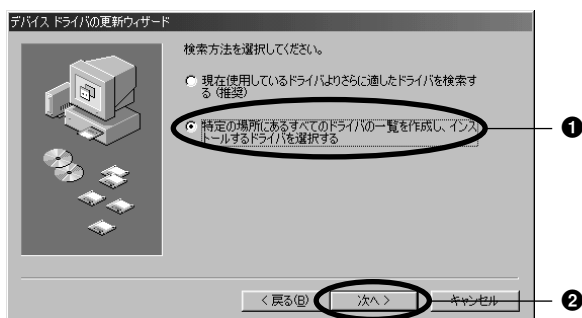 デバイス ドライバの更新ウィザード
検索方法を選択してください。
現在使用しているドライバよりさらに適したドライバを検索す
る (推奨)
特定の場所にあるすべてのドライバの一覧を作成し、インス
トールするドライバを選択する
❶
< 戻る(B)
次へ >
キャンセル
❷